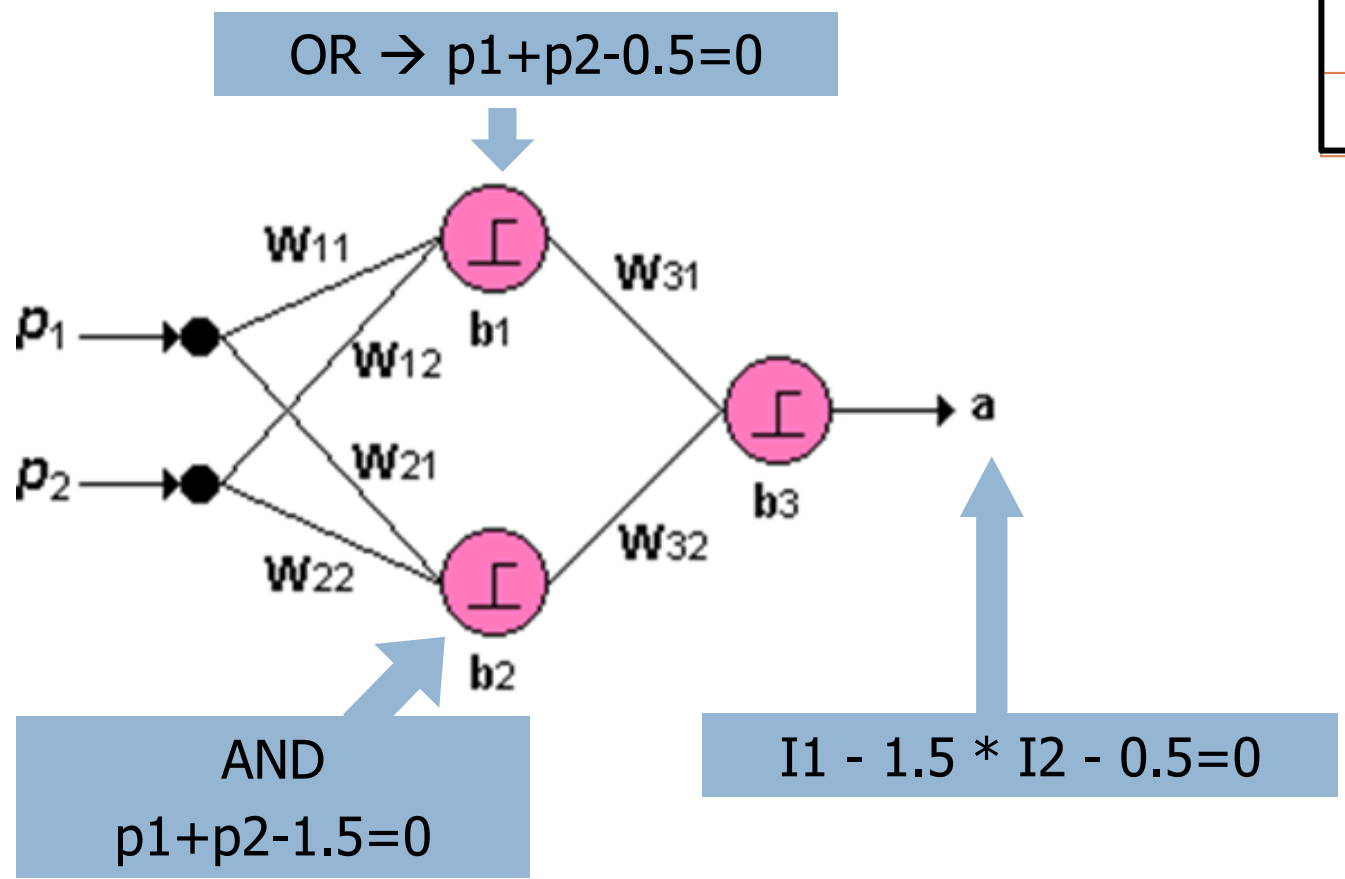 OR → p1+p2-0.5=0
W11
W31
p1
b1
W12
a
W21
p2
b3
W32
W22
b2
AND
p1+p2-1.5=0
I1 - 1.5 * I2 - 0.5=0